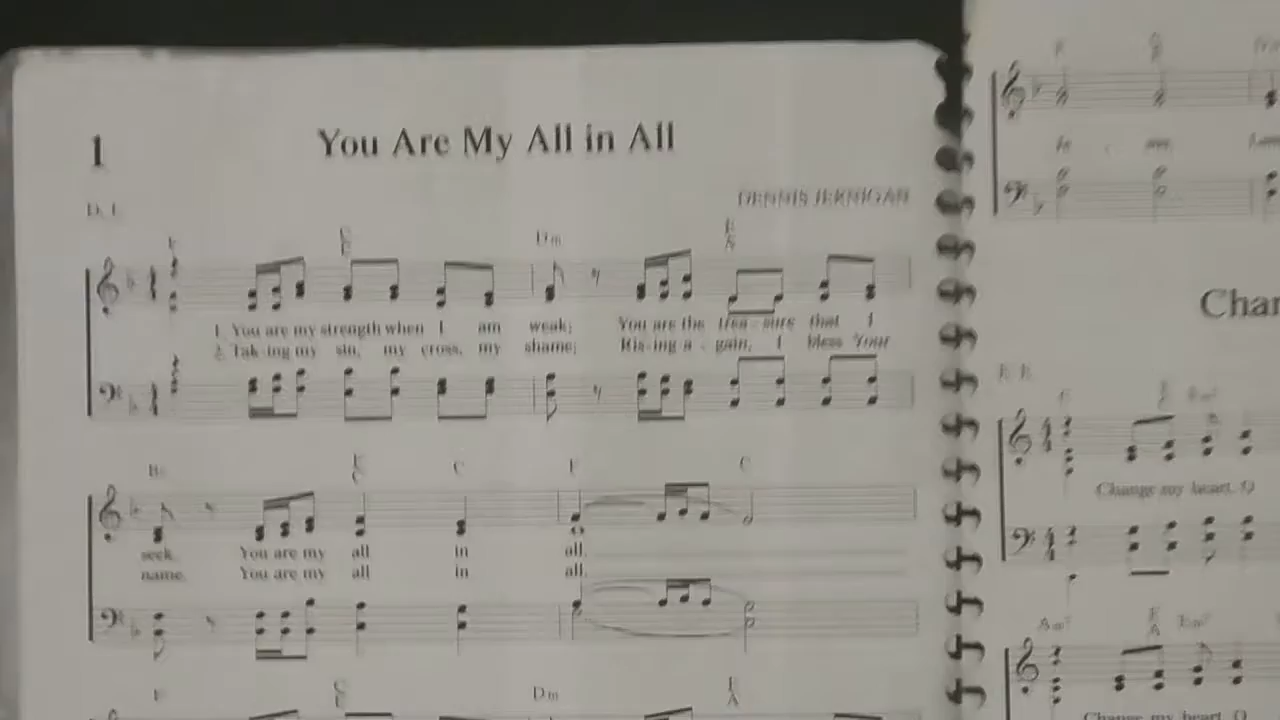 1
You Are My All in All
DENNIS JERNIGAN
F C/E Dm F/A
1. You are my strength when I am weak; You are the trea - sure that I
2. Tak-ing my sin, my cross, my shame; Ris-ing a - gain, I bless Your
C F C
seek. You are my all in all.
name. You are my all in all.
F C/E Dm F/A
Chan
Change my heart, O
Change my heart, O